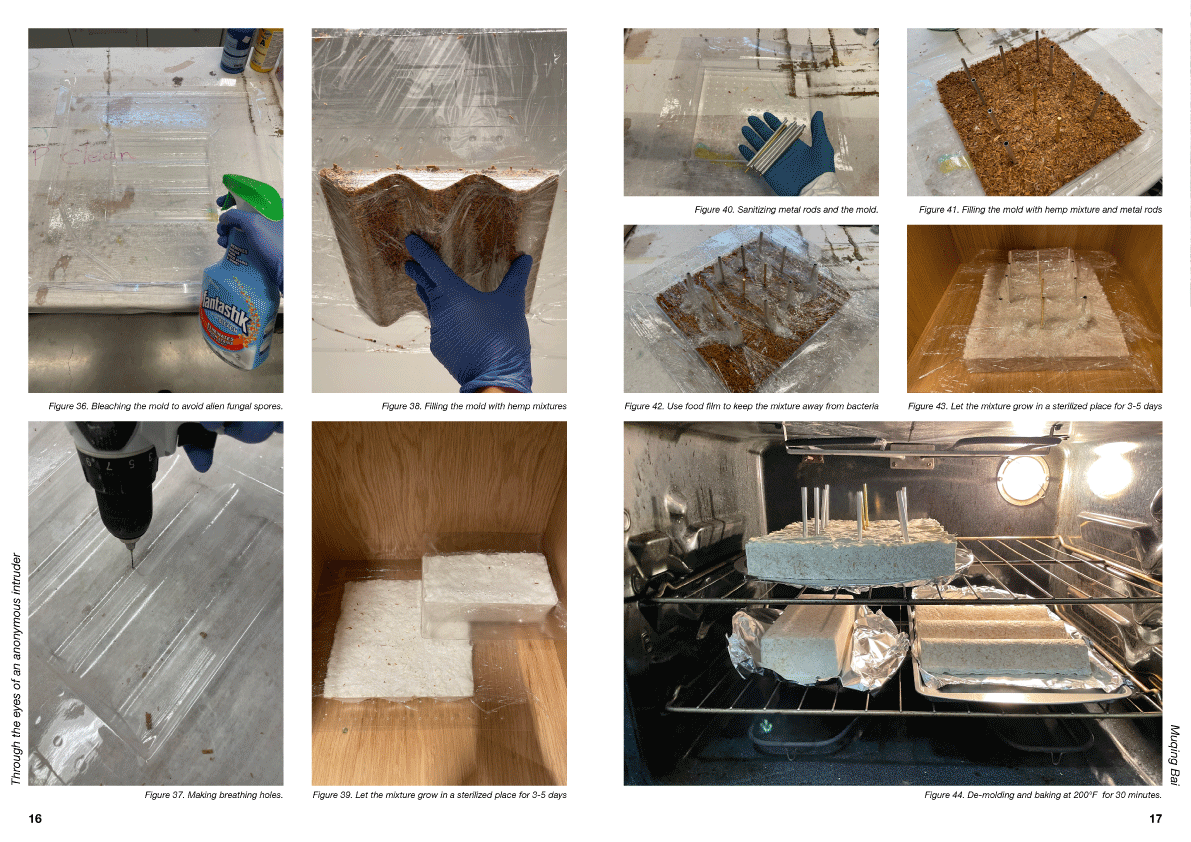 P Clean
fantastik
Figure 36. Bleaching the mold to avoid alien fungal spores.
Figure 38. Filling the mold with hemp mixtures
Figure 37. Making breathing holes.
Figure 39. Let the mixture grow in a sterilized place for 3-5 days
Through the eyes of an anonymous intruder
16
Figure 40. Sanitizing metal rods and the mold.
Figure 41. Filling the mold with hemp mixture and metal rods
Figure 42. Use food film to keep the mixture away from bacteria
Figure 43. Let the mixture grow in a sterilized place for 3-5 days
Figure 44. De-molding and baking at 200°F for 30 minutes.
Muqing Bai
17